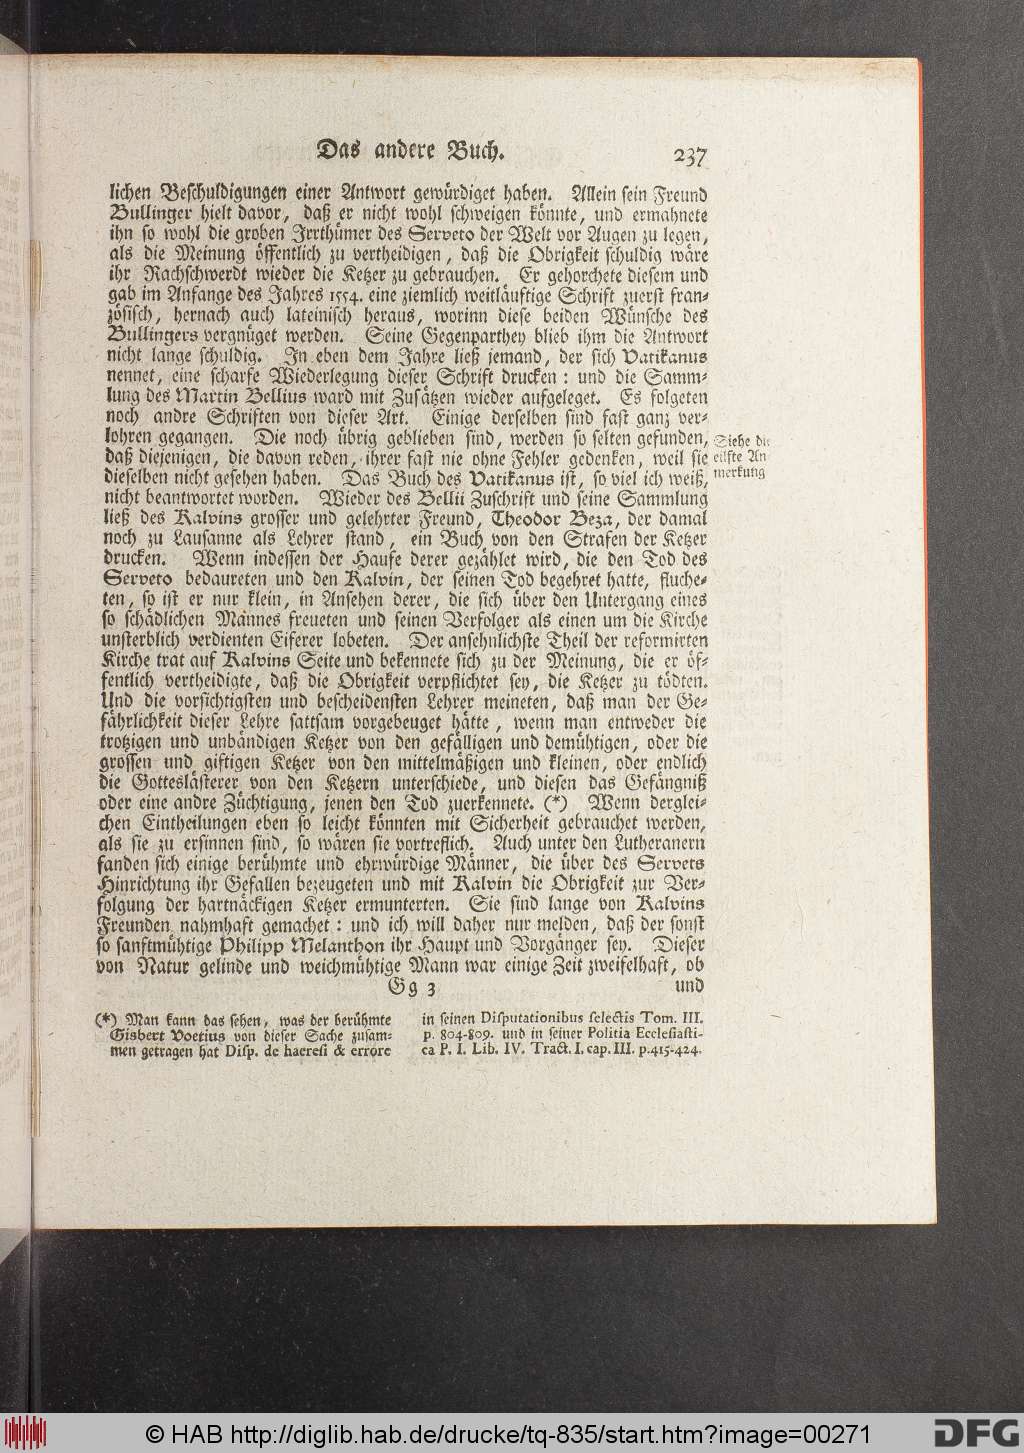 Das andere Buch. 237
lichen Beschuldigungen einer Antwort gewürdiget haben. Allein sein Freund
Bullinger hielt davor, daß er nicht wohl schweigen könnte, und ermahnete
ihn so wohl die groben Irrthümer des Serveto der Welt vor Augen zu legen,
als die Meinung öffentlich zu vertheidigen, daß die Obrigkeit schuldig wäre
ihr Rachschwerdt wieder die Ketzer zu gebrauchen. Er gehorchete diesem und
gab im Anfange des Jahres 1554. eine ziemlich weitläuftige Schrift zuerst fran-
zösisch, hernach auch lateinisch heraus, worinn diese beiden Wünsche des
Bullingers vergnüget werden. Seine Gegenparthey blieb ihm die Antwort
nicht lange schuldig. In eben dem Jahre ließ jemand, der sich Vatikanus
nennet, eine scharfe Wiederlegung dieser Schrift drucken: und die Samm-
lung des Martin Bellius ward mit Zusätzen wieder aufgeleget. Es folgeten
noch andre Schriften von dieser Art. Einige derselben sind fast ganz ver-
lohren gegangen. Die noch übrig geblieben sind, werden so selten gefunden,
daß diejenigen, die davon reden, ihrer fast nie ohne Fehler gedenken, weil sie
dieselben nicht gesehen haben. Das Buch des Vatikanus ist, so viel ich weiß,
nicht beantwortet worden. Wieder des Bellii Zuschrift und seine Sammlung
ließ des Kalvins grosser und gelehrter Freund, Theodor Beza, der damal
noch zu Lausanne als Lehrer stand, ein Buch von den Strafen der Ketzer
drucken. Wenn indessen der Haufe derer gezählet wird, die den Tod des
Serveto bedaureten und den Kalvin, der seinen Tod begehret hatte, fluche-
ten, so ist er nur klein, in Ansehen derer, die sich über den Untergang eines
so schädlichen Mannes freueten und seinen Verfolger als einen um die Kirche
unsterblich verdienten Eiferer lobeten. Der ansehnlichste Theil der reformirten
Kirche trat auf Kalvins Seite und bekennete sich zu der Meinung, die er öf-
fentlich vertheidigte, daß die Obrigkeit verpflichtet sey, die Ketzer zu tödten.
Und die vorsichtigsten und bescheidensten Lehrer meineten, daß man der Ge-
fährlichkeit dieser Lehre sattsam vorgebeuget hätte, wenn man entweder die
trotzigen und unbändigen Ketzer von den gefälligen und demühtigen, oder die
grossen und giftigen Ketzer von den mittelmäßigen und kleinen, oder endlich
die Gotteslästerer von den Ketzern unterschiede, und diesen das Gefängniß
oder eine andre Züchtigung, jenen den Tod zuerkennete. (*) Wenn derglei-
chen Eintheilungen eben so leicht könnten mit Sicherheit gebrauchet werden,
als sie zu ersinnen sind, so wären sie vortreflich. Auch unter den Lutheranern
fanden sich einige berühmte und ehrwürdige Männer, die über des Servets
Hinrichtung ihr Gefallen bezeugeten und mit Kalvin die Obrigkeit zur Ver-
folgung der hartnäckigen Ketzer ermunterten. Sie sind lange von Kalvins
Freunden nahmhaft gemachet: und ich will daher nur melden, daß der sonst
so sanftmühtige Philipp Melanthon ihr Haupt und Vorgänger sey. Dieser
von Natur gelinde und weichmühtige Mann war einige Zeit zweifelhaft, ob
Gg 3 und
Siehe die
eilfte An-
merkung
(*) Man kann das sehen, was der berühmte
Gisbert Voetius von dieser Sache zusam-
men getragen hat Disp. de haeresi & errore
in seinen Disputationibus selectis Tom. III.
p. 804-809. und in seiner Politia Ecclesiasti-
ca P. I. Lib. IV. Tract. I. cap. III. p. 415-424.
© HAB http://diglib.hab.de/drucke/tq-835/start.htm?image=00271
DFG